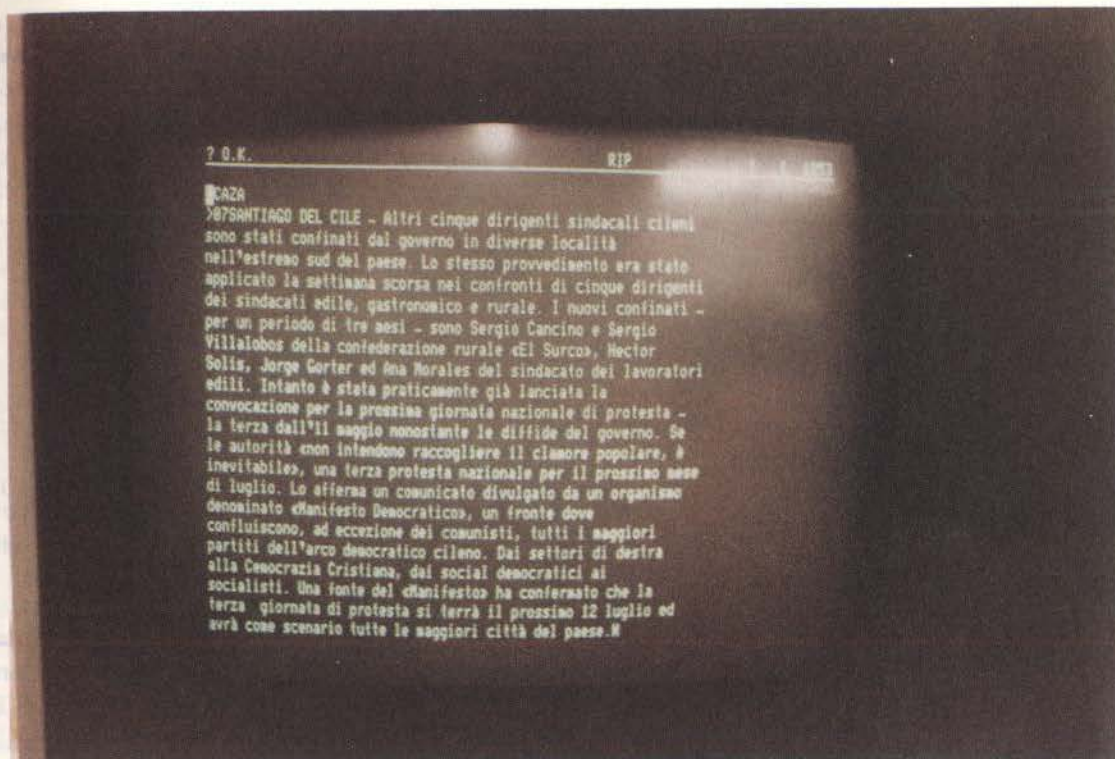 ? O.K. RIP
CAZA
>07SANTIAGO DEL CILE - Altri cinque dirigenti sindacali cileni
sono stati confinati dal governo in diverse località
nell'estremo sud del paese. Lo stesso provvedimento era stato
applicato la settimana scorsa nei confronti di cinque dirigenti
dei sindacati edile, gastronomico e rurale. I nuovi confinati -
per un periodo di tre mesi - sono Sergio Cancino e Sergio
Villalobos della confederazione rurale «El Surco», Hector
Solis, Jorge Gorter ed Ana Morales del sindacato dei lavoratori
edili. Intanto è stata praticamente già lanciata la
convocazione per la prossima giornata nazionale di protesta -
la terza dall'11 maggio nonostante le diffide del governo. Se
le autorità «non intendono raccogliere il clamore popolare, è
inevitabile», una terza protesta nazionale per il prossimo mese
di luglio. Lo afferma un comunicato divulgato da un organismo
denominato «Manifesto Democratico», un fronte dove
confluiscono, ad eccezione dei comunisti, tutti i maggiori
partiti dell'arco democratico cileno. Dai settori di destra
alla Cemocrazia Cristiana, dai social democratici ai
socialisti. Una fonte del «Manifesto» ha confermato che la
terza giornata di protesta si terrà il prossimo 12 luglio ed
avrà come scenario tutte le maggiori città del paese.